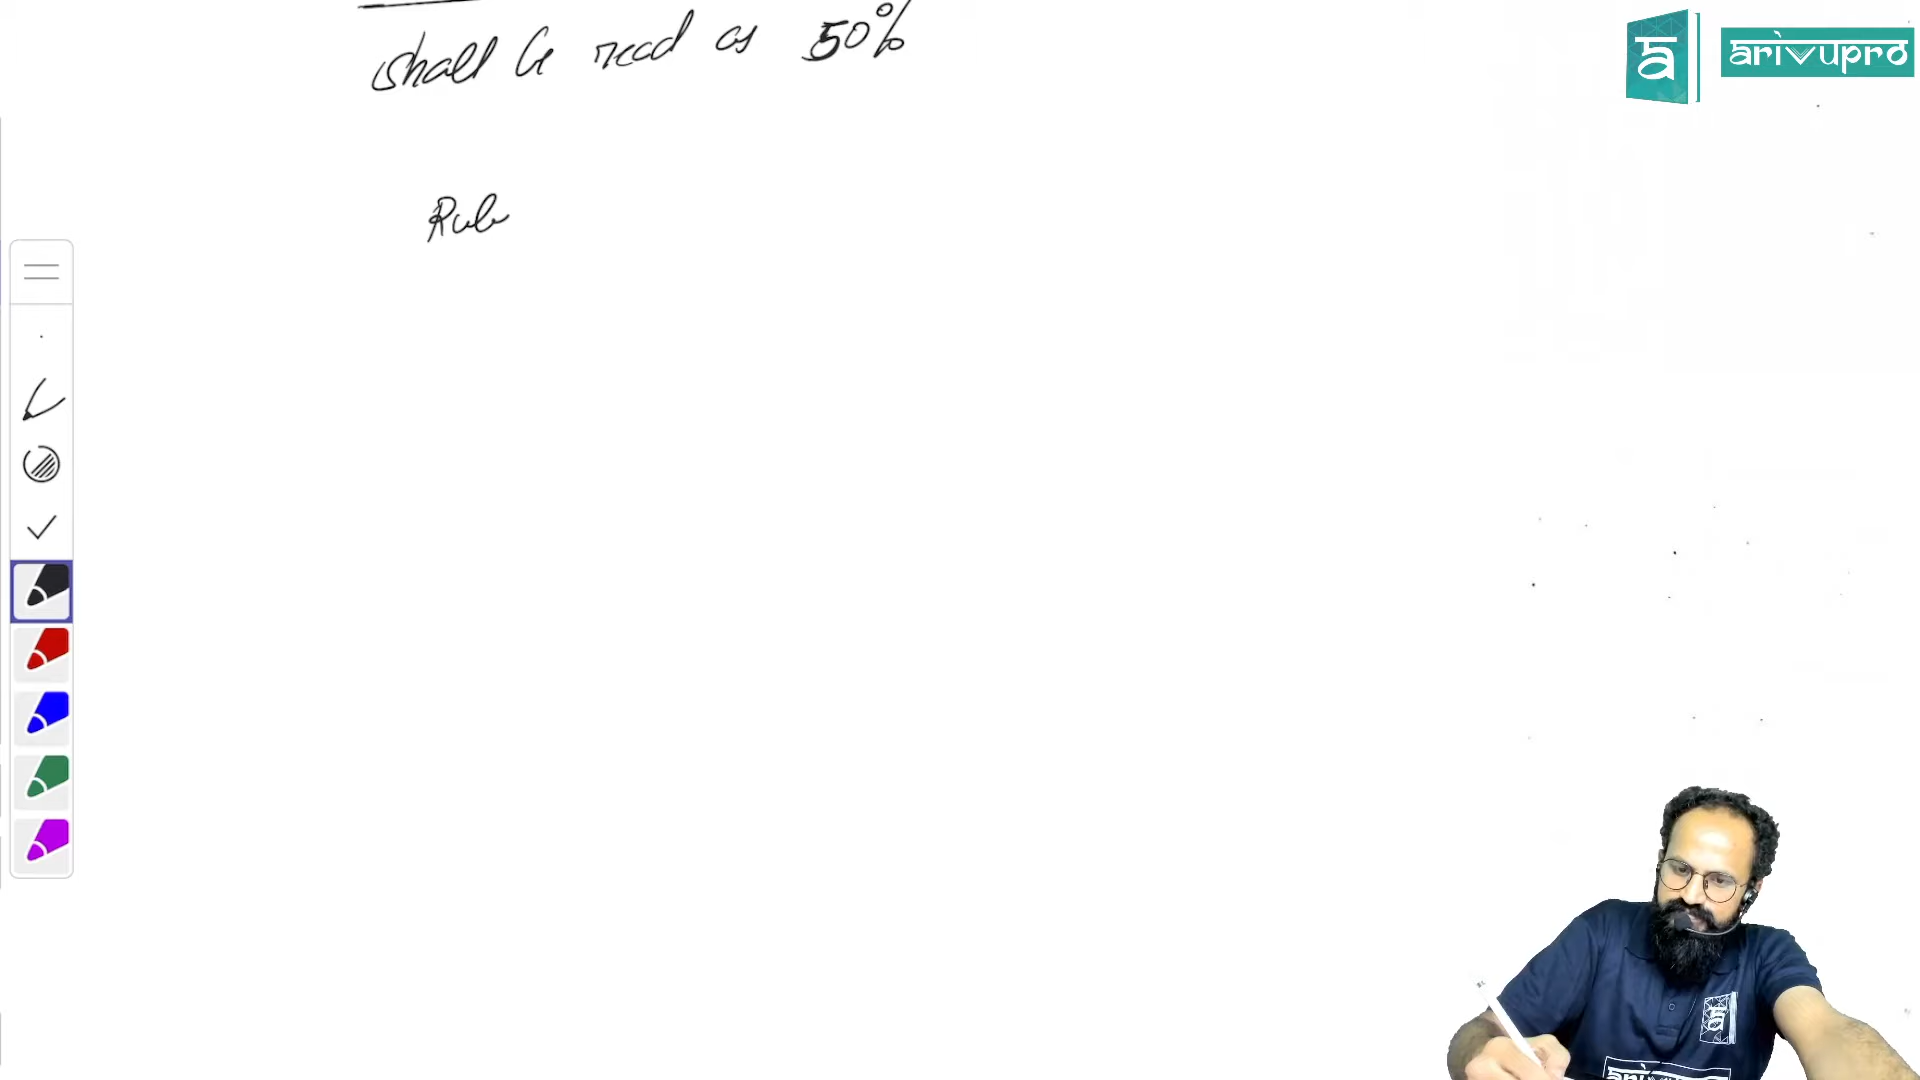 shall be read as 50%
Rule
ā arivupro